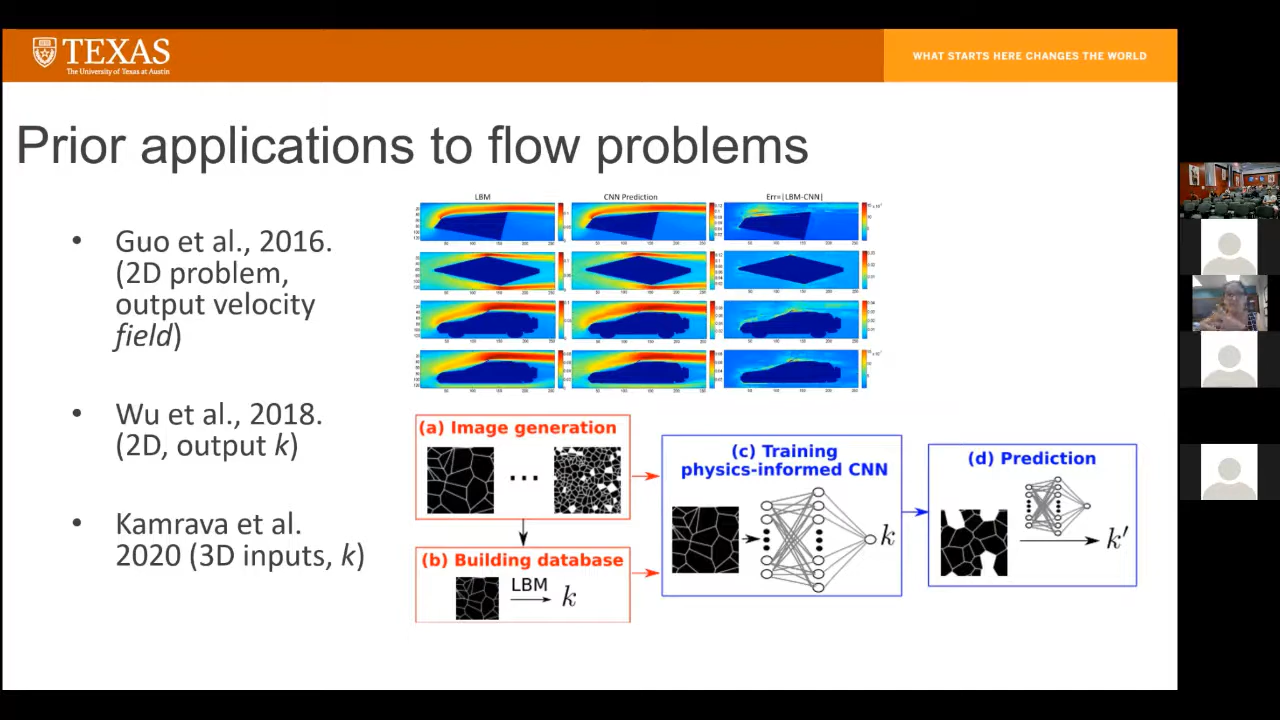 TEXAS
The University of Texas at Austin
WHAT STARTS HERE CHANGES THE WORLD
Prior applications to flow problems
• Guo et al., 2016.
(2D problem,
output velocity
field)
• Wu et al., 2018.
(2D, output k)
• Kamrava et al.
2020 (3D inputs, k)
LBM
CNN Prediction
Err=|LBM-CNN|
(a) Image generation
...
(b) Building database
LBM
k
(c) Training
physics-informed CNN
k
(d) Prediction
k′